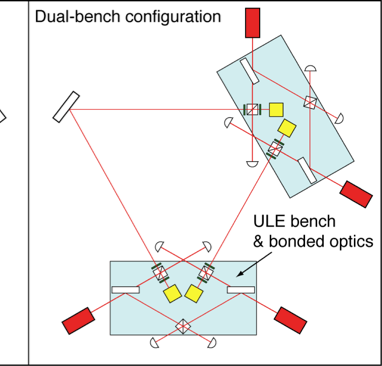 Dual-bench configuration
ULE bench
& bonded optics